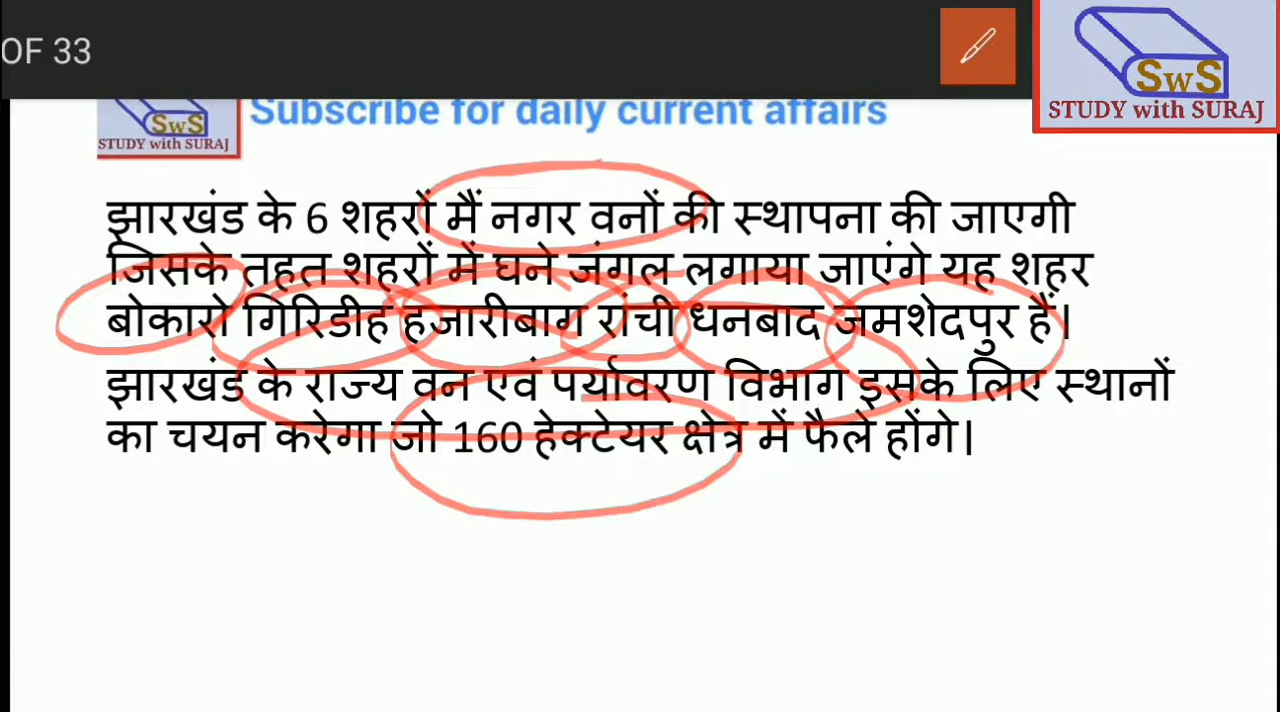 OF 33
SwS
STUDY with SURAJ
SwS
STUDY with SURAJ
Subscribe for daily current affairs
झारखंड के 6 शहरों मैं नगर वनों की स्थापना की जाएगी
जिसके तहत शहरों में घने जंगल लगाया जाएंगे यह शहर
बोकारो गिरिडीह हजारीबाग रांची धनबाद जमशेदपुर हैं।
झारखंड के राज्य वन एवं पर्यावरण विभाग इसके लिए स्थानों
का चयन करेगा जो 160 हेक्टेयर क्षेत्र में फैले होंगे।